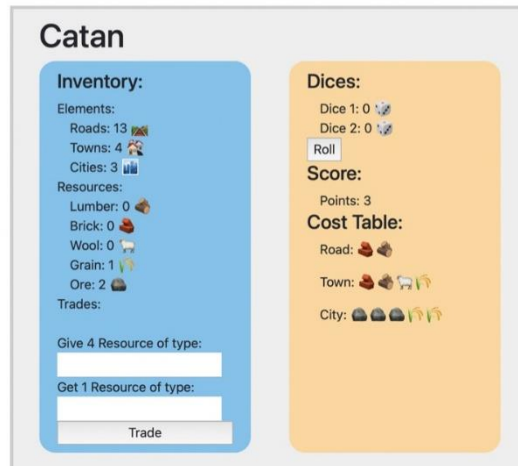 Catan
Inventory:
Elements:
Roads: 13
Towns: 4
Cities: 3
Resources:
Lumber: 0
Brick: 0
Wool: 0
Grain: 1
Ore: 2
Trades:
Give 4 Resource of type:
Get 1 Resource of type:
Trade
Dices:
Dice 1: 0
Dice 2: 0
Roll
Score:
Points: 3
Cost Table:
Road:
Town:
City: